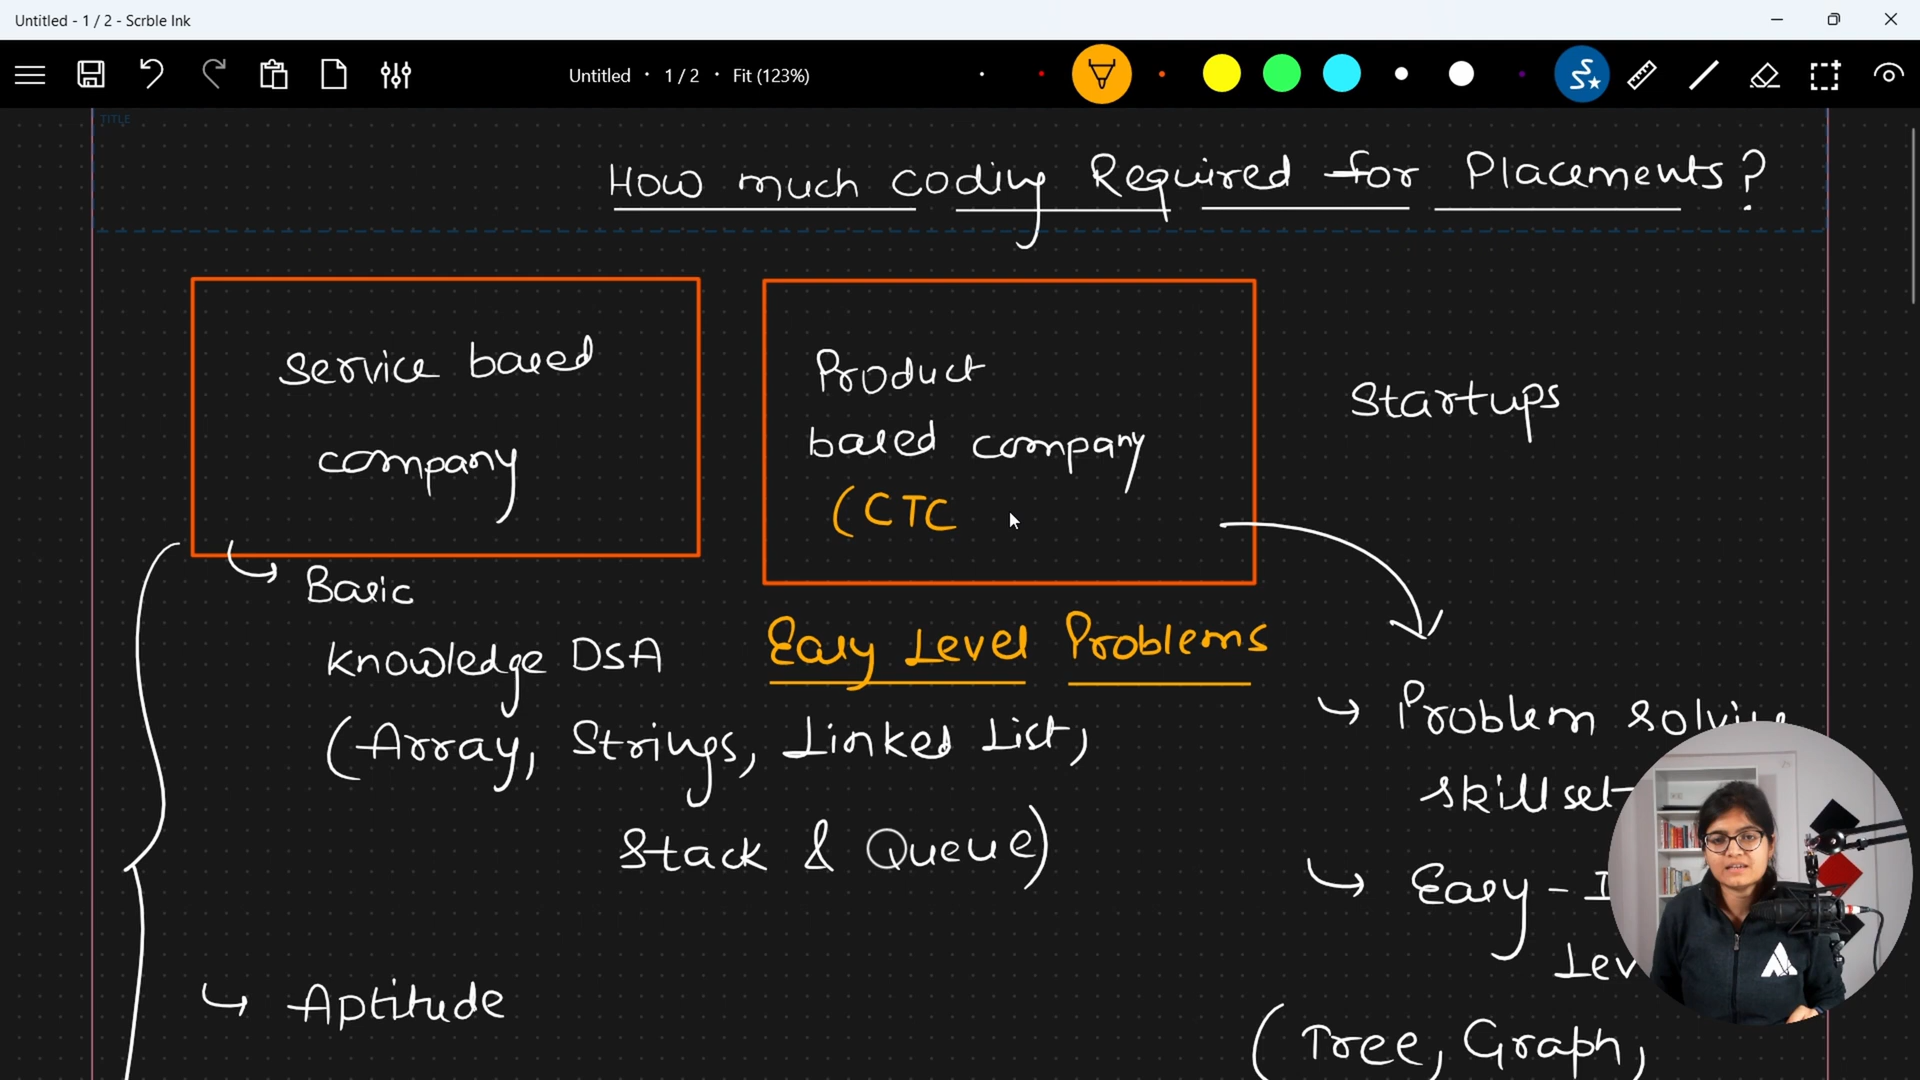 Untitled - 1 / 2 - Scrble Ink
Untitled • 1 / 2 • Fit (123%)
TITLE
How much coding Required for Placements?
Service based
company
Product
based company
(CTC
Startups
Basic
knowledge DSA
(Array, Strings, Linked List,
Stack & Queue)
Easy Level Problems
Problem solving
skillset
Easy -
Lev
Aptitude
(Tree, Graph,